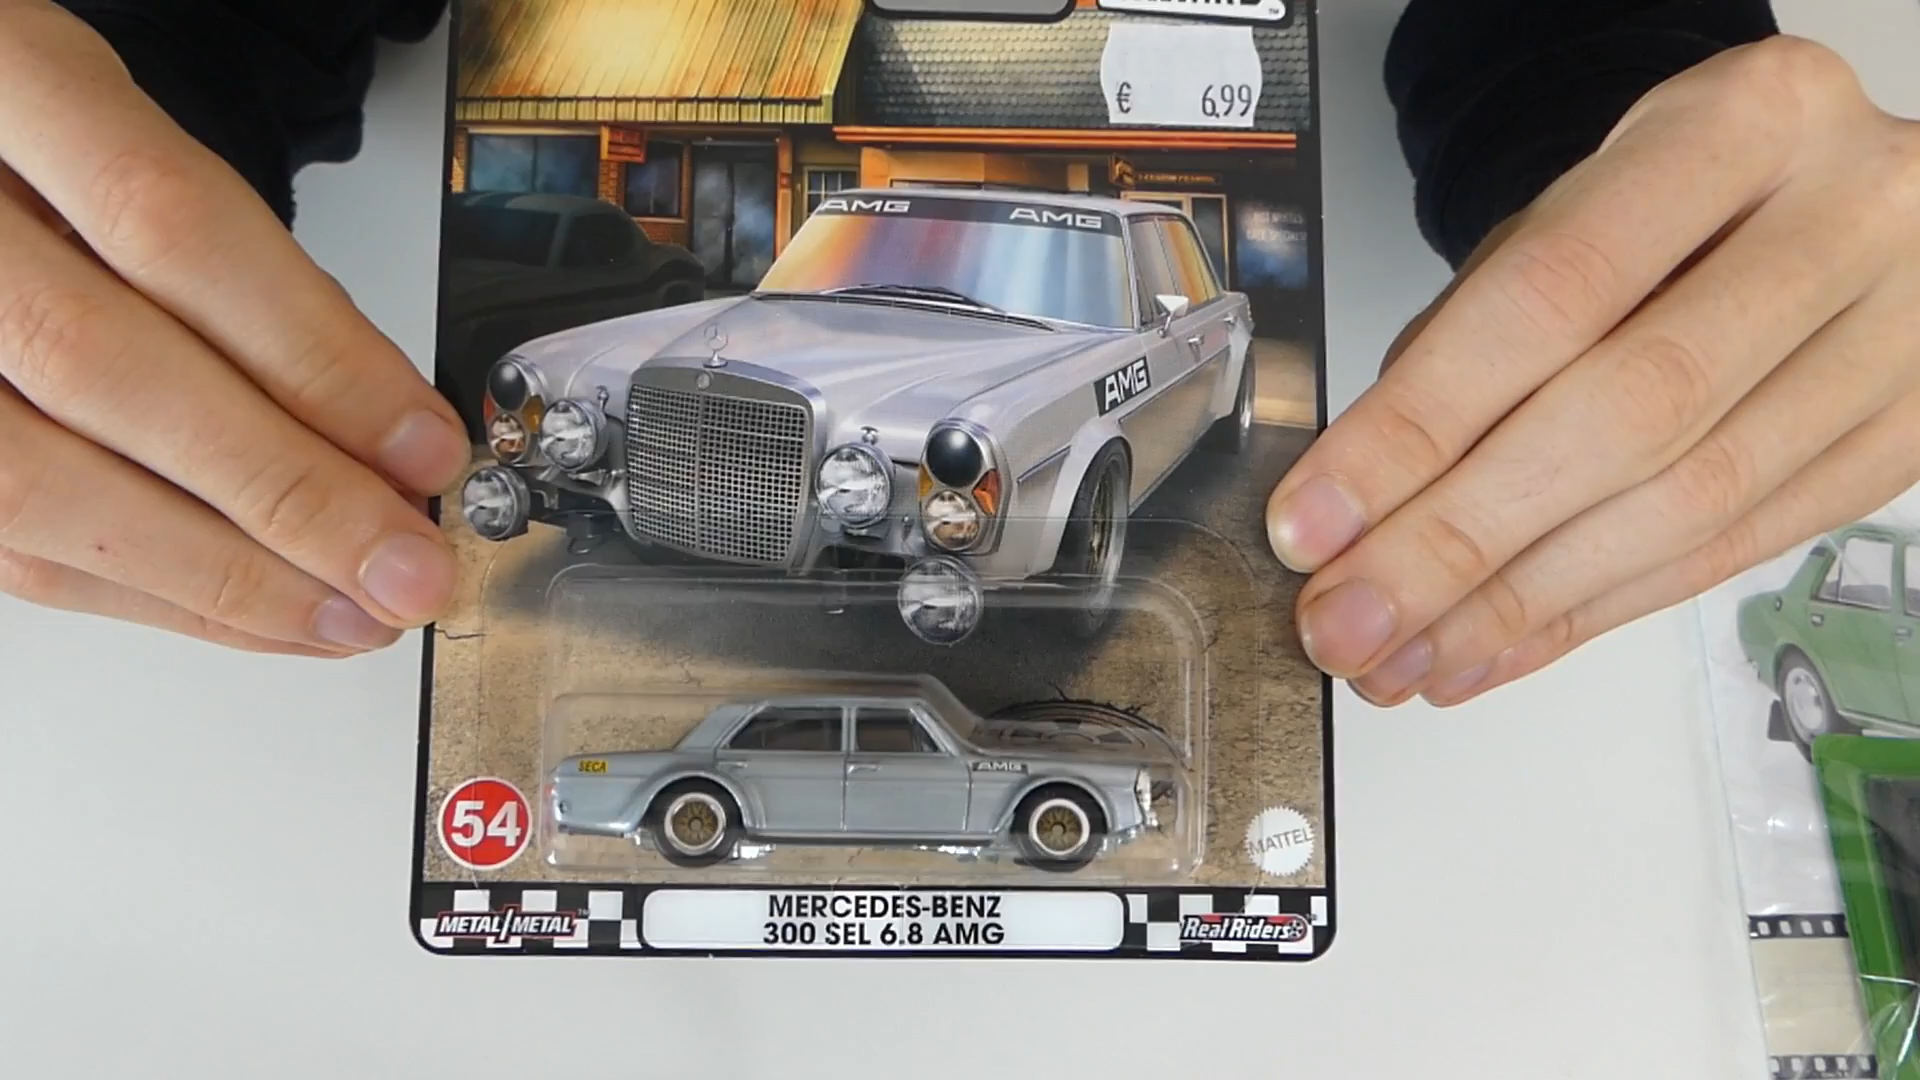 € 6,99
AMG AMG
AMG
SECA
AMG
54
MATTEL
METAL/METAL™
MERCEDES-BENZ
300 SEL 6.8 AMG
Real Riders